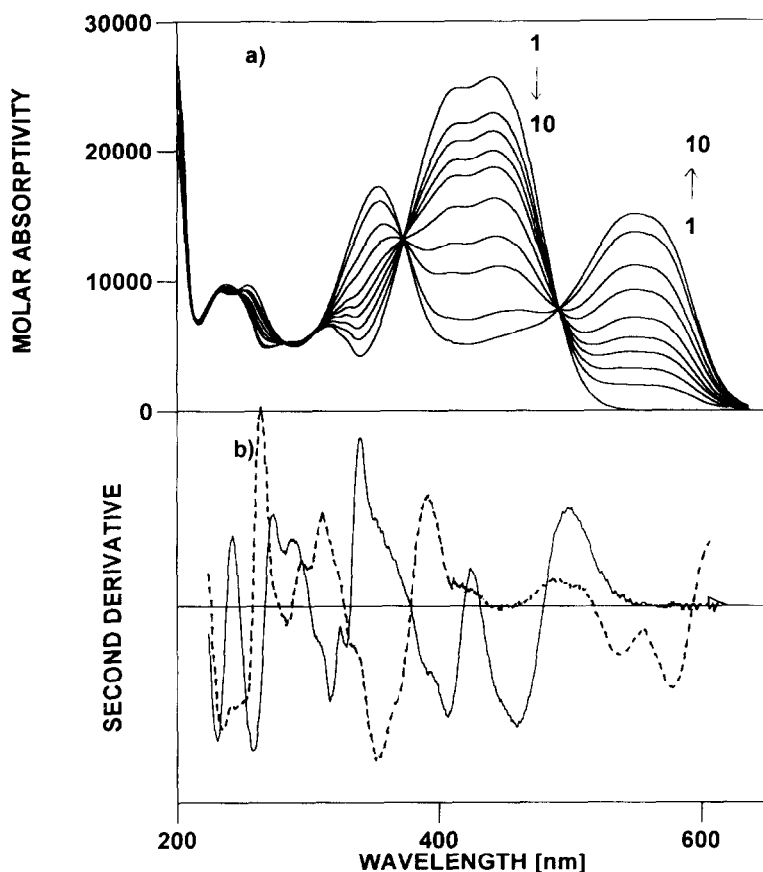 30000
a)
1
10
10
1
20000
10000
0
MOLAR ABSORPTIVITY
b)
SECOND DERIVATIVE
200
400
600
WAVELENGTH [nm]